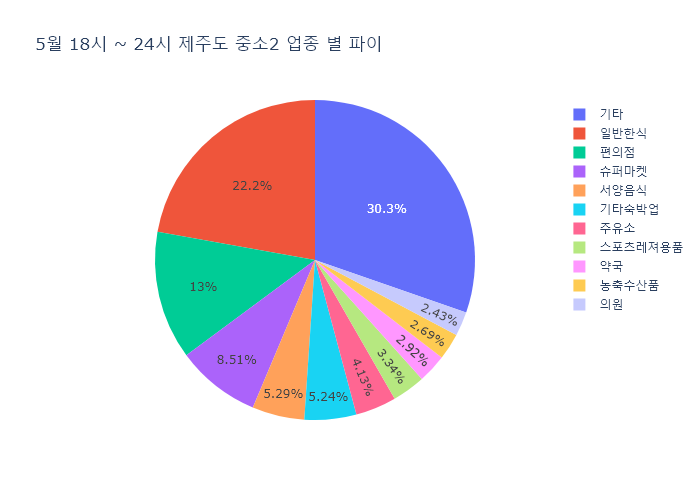 5월 18시 ~ 24시 제주도 중소2 업종 별 파이
30.3%
22.2%
13%
8.51%
5.29%
5.24%
4.13%
3.34%
2.92%
2.69%
2.43%
기타
일반한식
편의점
슈퍼마켓
서양음식
기타숙박업
주유소
스포츠레져용품
약국
농축수산품
의원